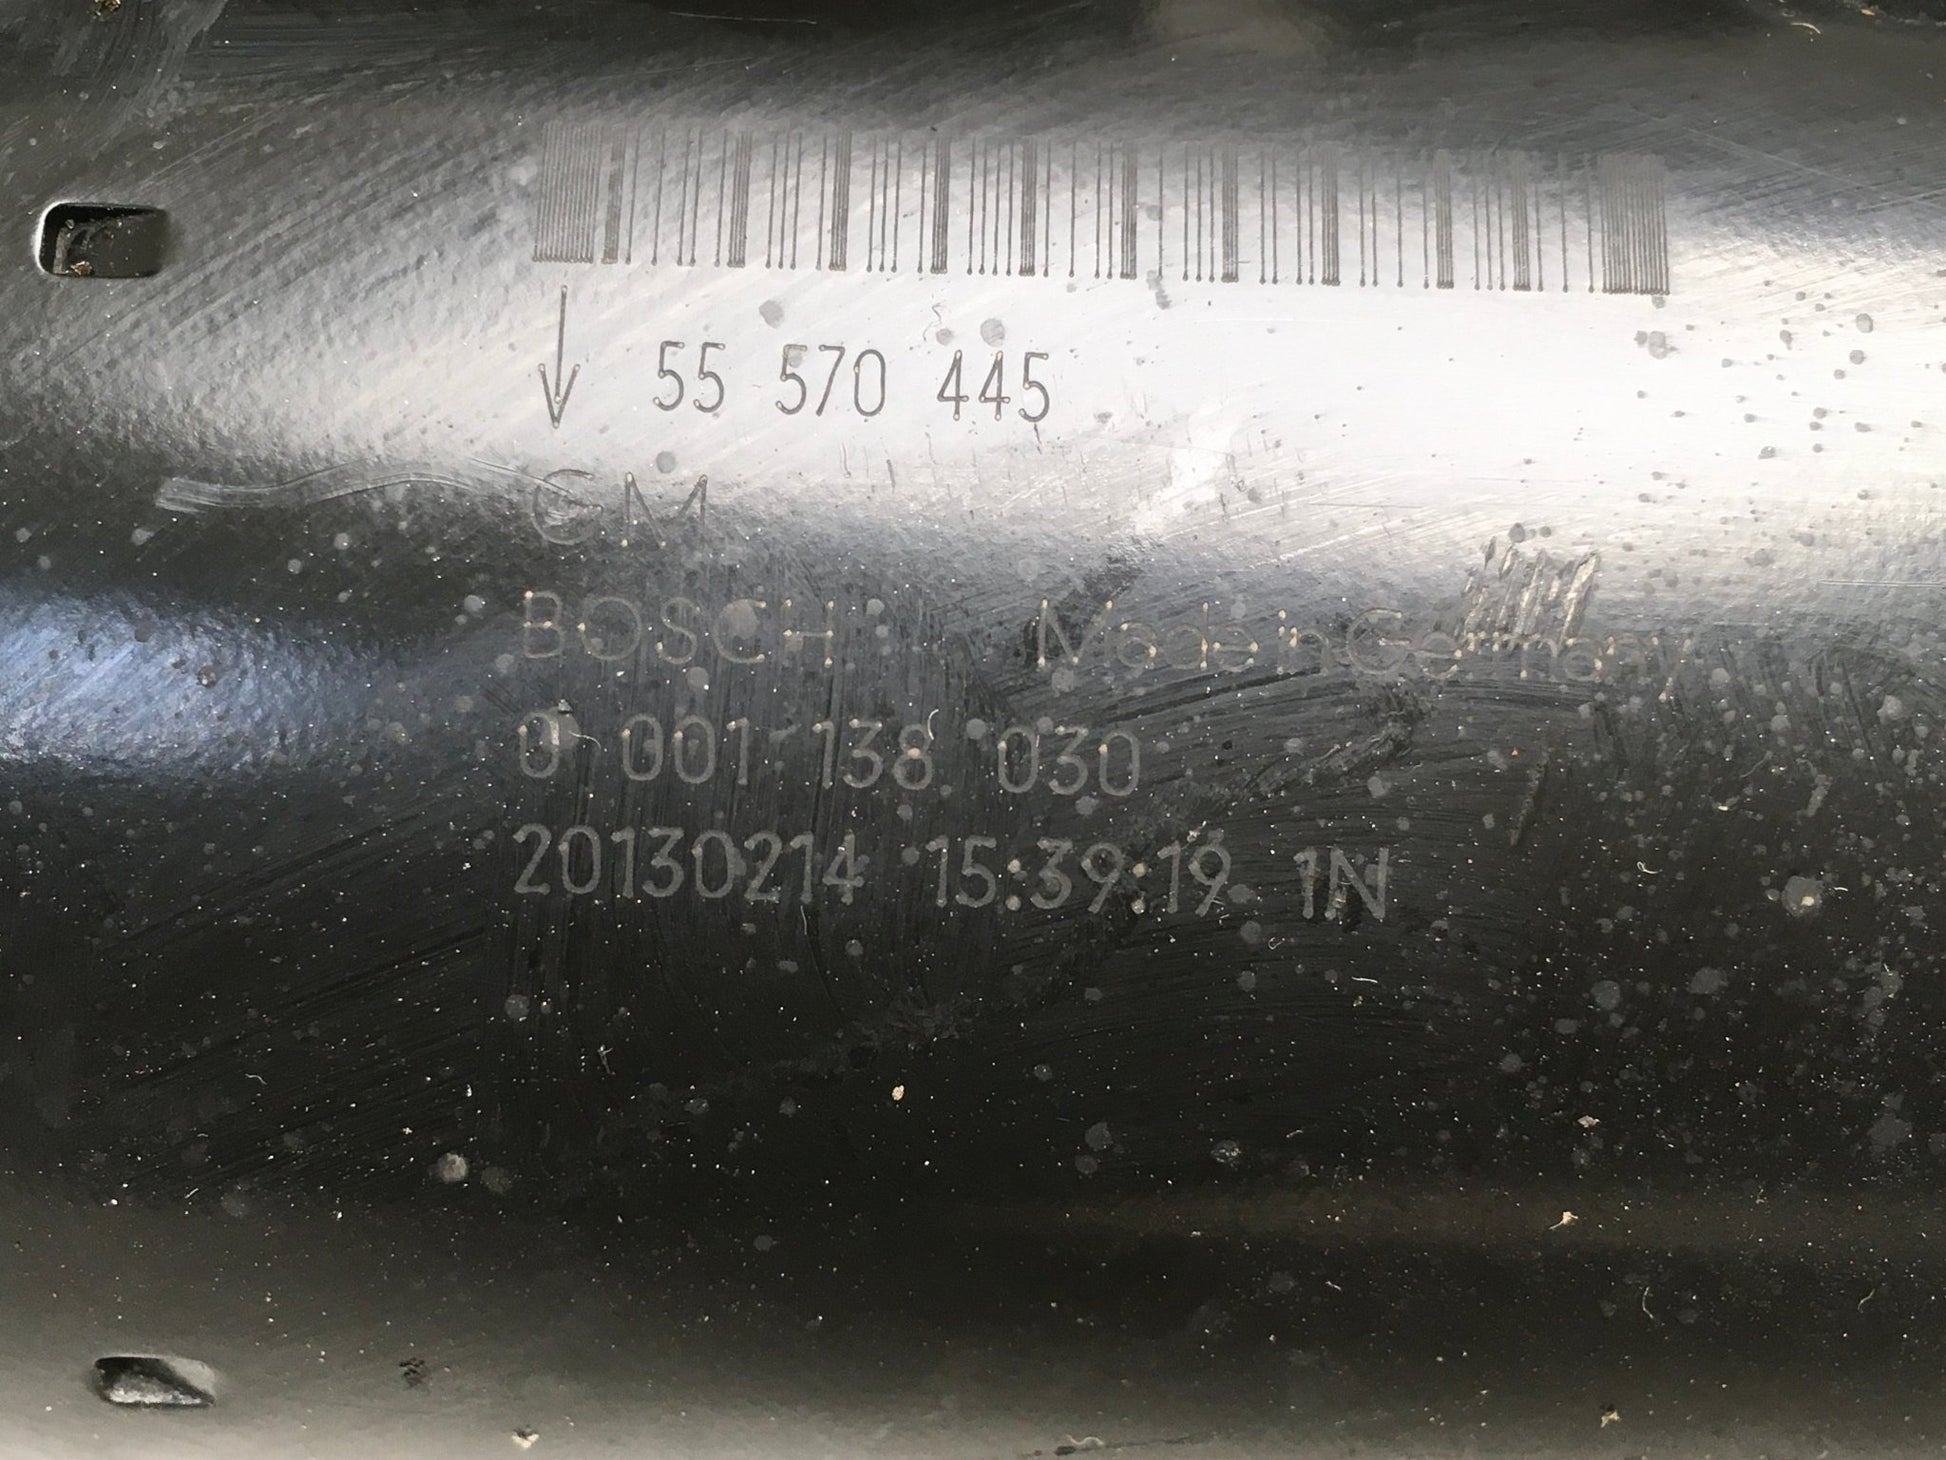 ↓ 55 570 445
GM
BOSCH Made in Germany
0 001 138 030
20130214 15:39:19 1N